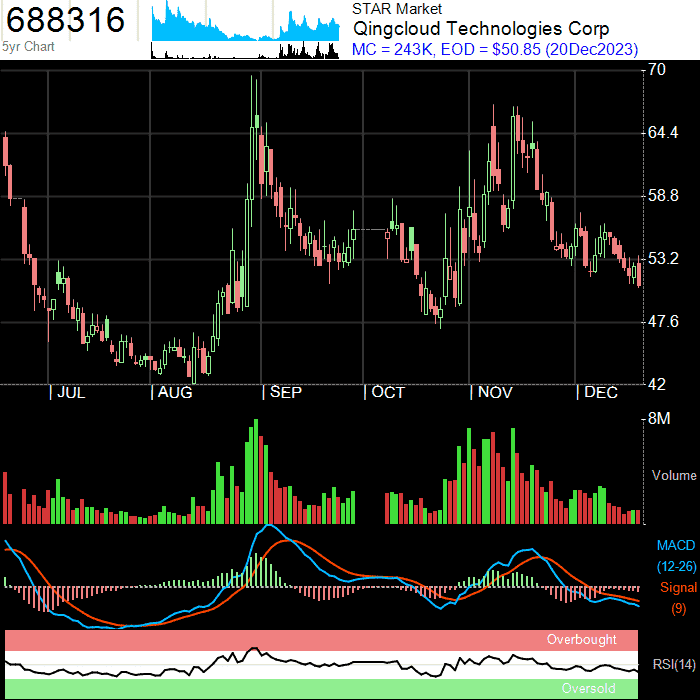 688316
5yr Chart
STAR Market
Qingcloud Technologies Corp
MC = 243K, EOD = $50.85 (20Dec2023)
70
64.4
58.8
53.2
47.6
42
JUL AUG SEP OCT NOV DEC
8M
Volume
MACD
(12-26)
Signal
(9)
Overbought
RSI(14)
Oversold